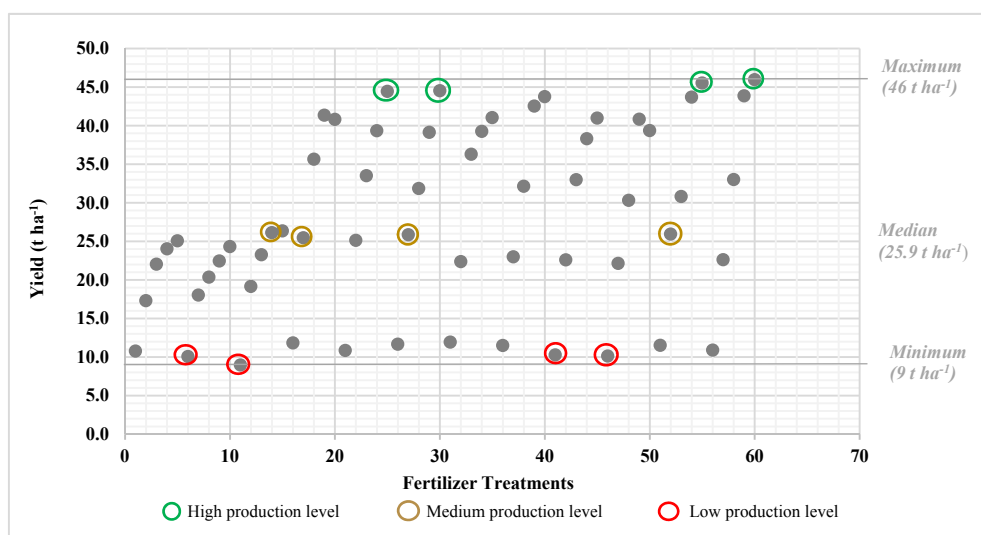 50.0
45.0
40.0
35.0
30.0
25.0
20.0
15.0
10.0
5.0
0.0
Yield (t ha⁻¹)
0 10 20 30 40 50 60 70
Fertilizer Treatments
Maximum
(46 t ha⁻¹)
Median
(25.9 t ha⁻¹)
Minimum
(9 t ha⁻¹)
High production level Medium production level Low production level